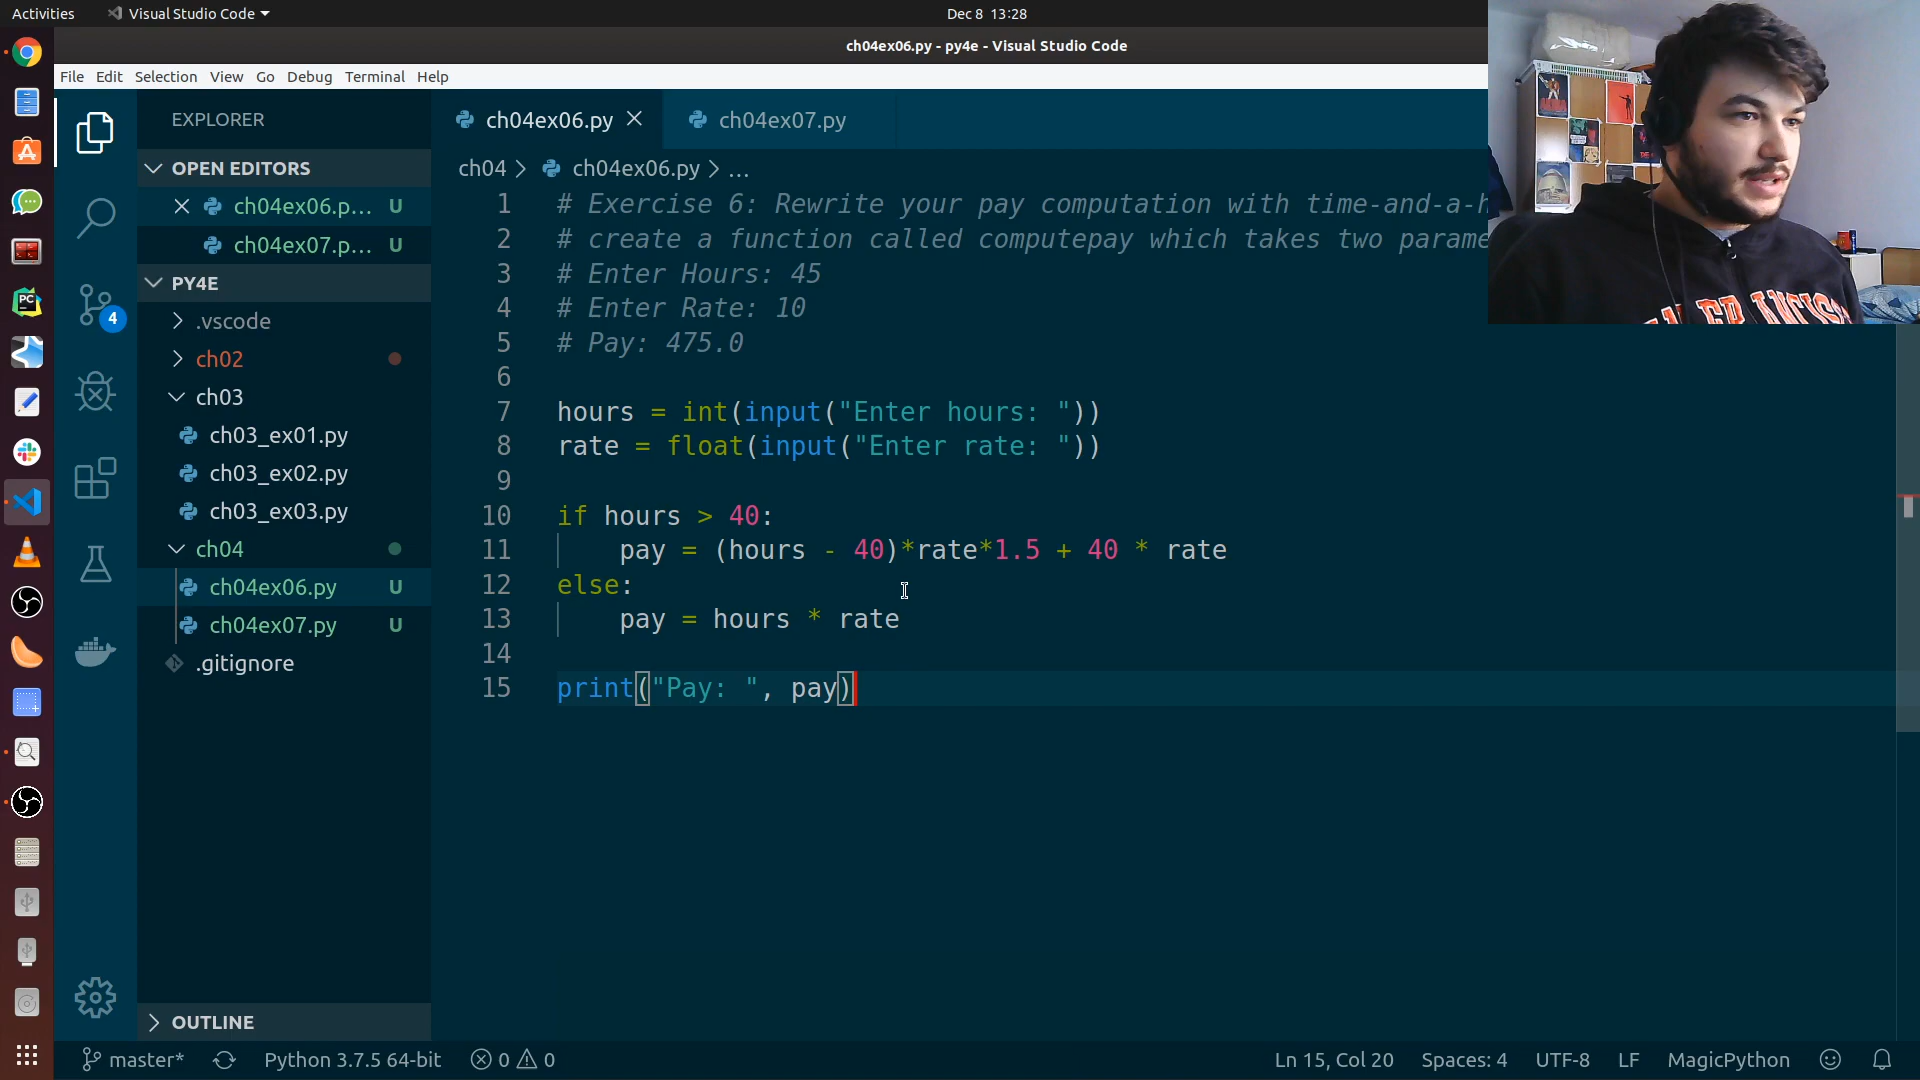 Activities
Visual Studio Code
Dec 8 13:28
ch04ex06.py - py4e - Visual Studio Code
File Edit Selection View Go Debug Terminal Help
EXPLORER
OPEN EDITORS
ch04ex06.p... U
ch04ex07.p... U
PY4E
.vscode
ch02
ch03
ch03_ex01.py
ch03_ex02.py
ch03_ex03.py
ch04
ch04ex06.py U
ch04ex07.py U
.gitignore
OUTLINE
4
PC
ch04ex06.py
ch04ex07.py
ch04 > ch04ex06.py > ...
1 # Exercise 6: Rewrite your pay computation with time-and-a-h
2 # create a function called computepay which takes two parame
3 # Enter Hours: 45
4 # Enter Rate: 10
5 # Pay: 475.0
6
7 hours = int(input("Enter hours: "))
8 rate = float(input("Enter rate: "))
9
10 if hours > 40:
11 pay = (hours - 40)*rate*1.5 + 40 * rate
12 else:
13 pay = hours * rate
14
15 print("Pay: ", pay)
master* Python 3.7.5 64-bit 0 0 Ln 15, Col 20 Spaces: 4 UTF-8 LF MagicPython